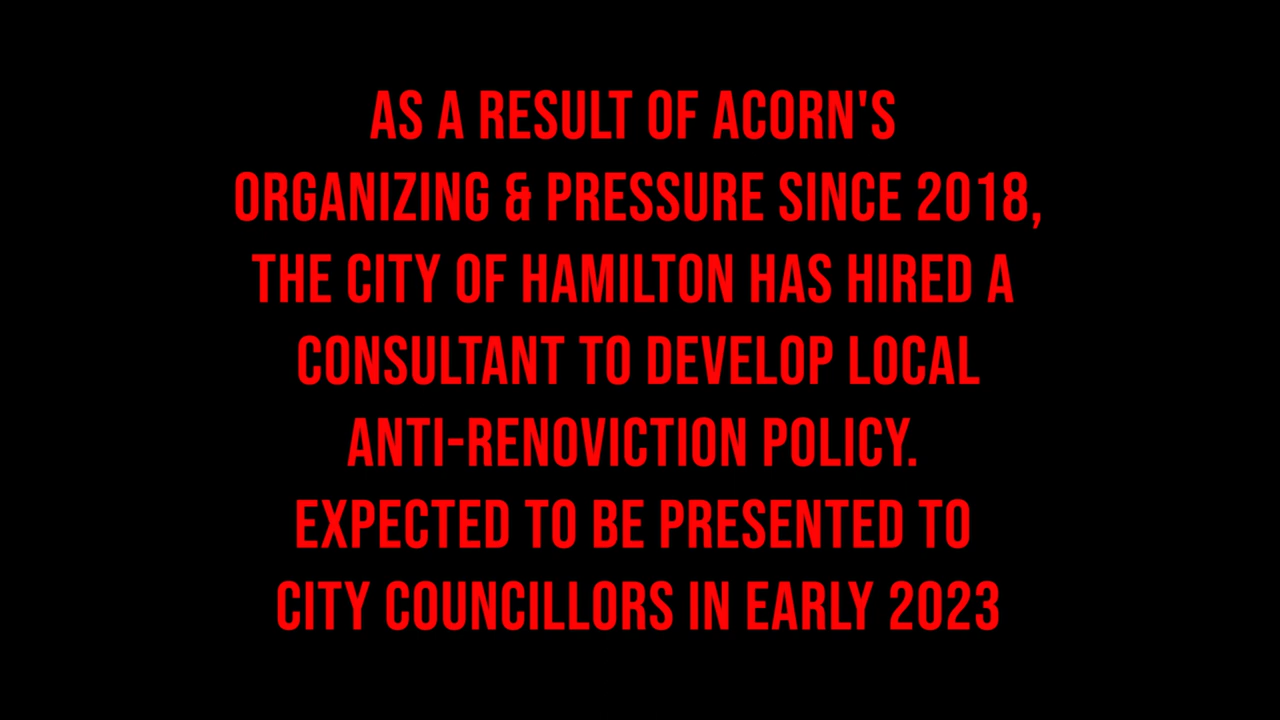 AS A RESULT OF ACORN'S
ORGANIZING & PRESSURE SINCE 2018,
THE CITY OF HAMILTON HAS HIRED A
CONSULTANT TO DEVELOP LOCAL
ANTI-RENOVICTION POLICY.
EXPECTED TO BE PRESENTED TO
CITY COUNCILLORS IN EARLY 2023